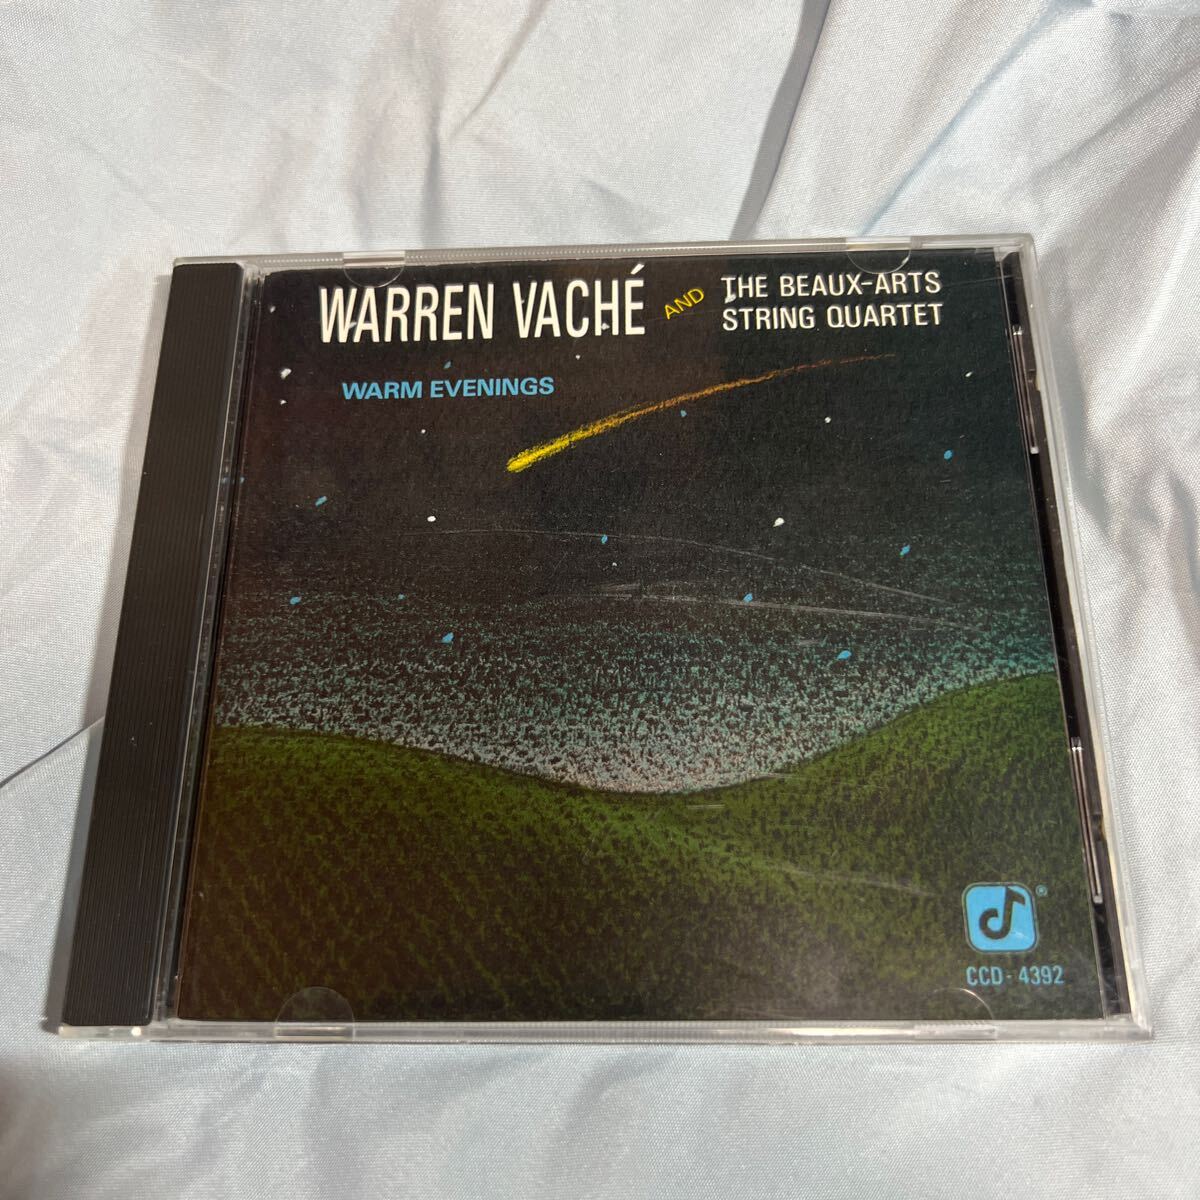 WARREN VACHÉ
AND
THE BEAUX-ARTS
STRING QUARTET
WARM EVENINGS
®
CCD - 4392